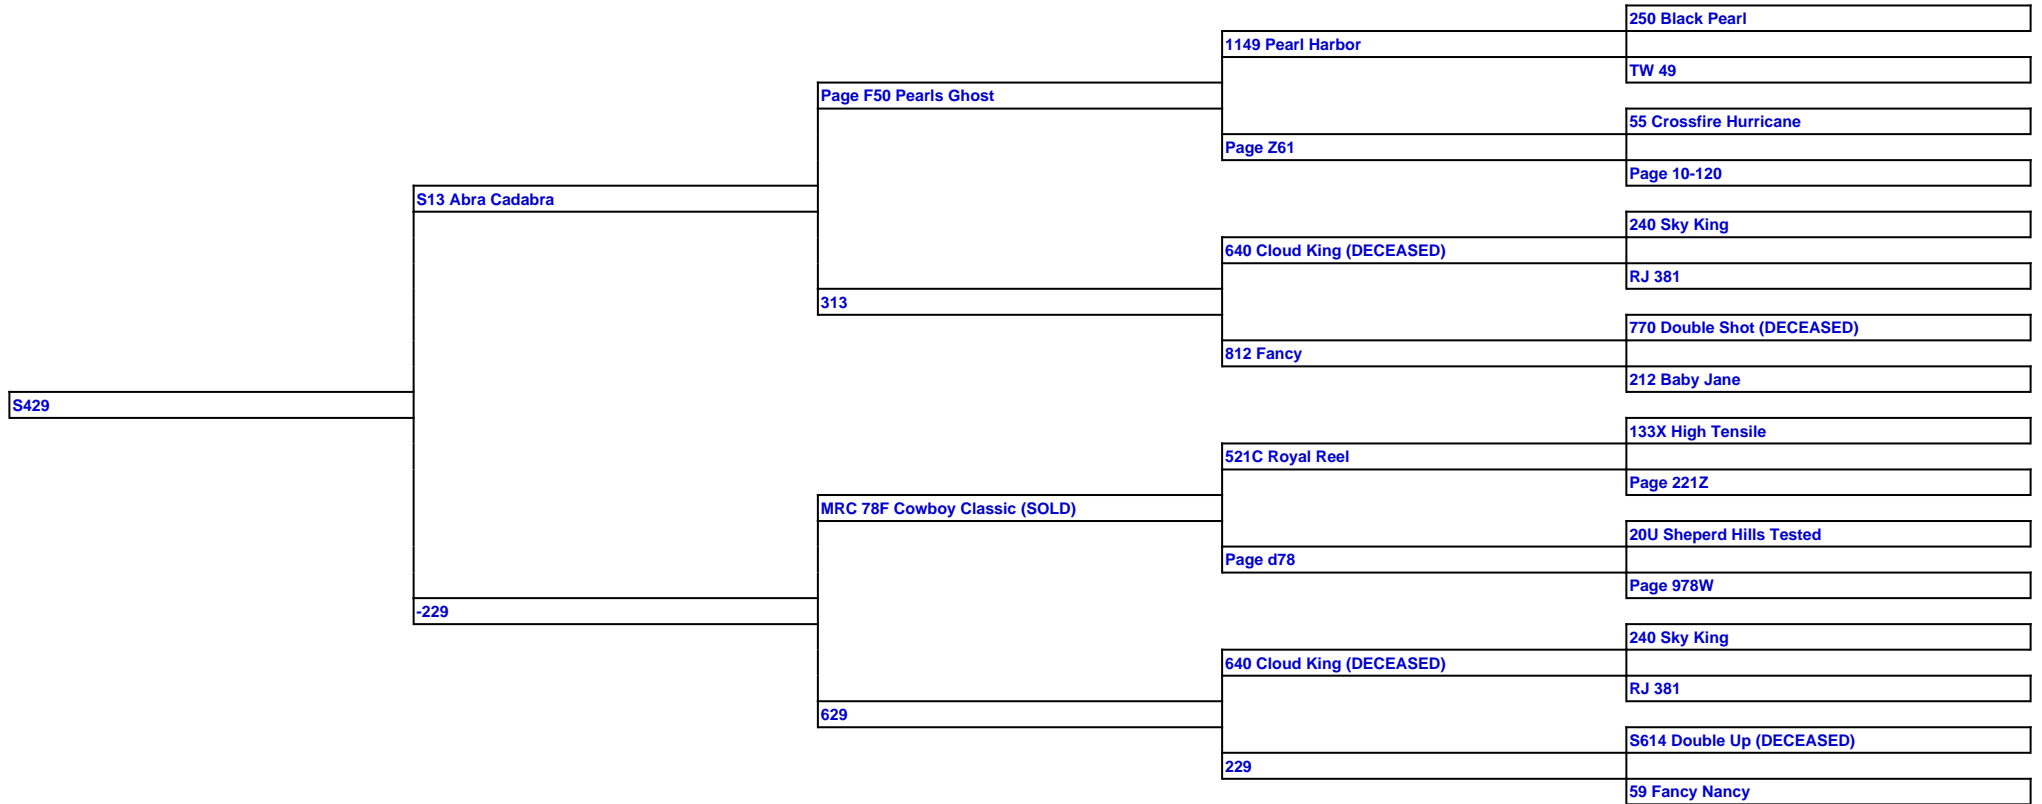 250 Black Pearl
1149 Pearl Harbor
TW 49
Page F50 Pearls Ghost
55 Crossfire Hurricane
Page Z61
Page 10-120
S13 Abra Cadabra
240 Sky King
640 Cloud King (DECEASED)
RJ 381
313
770 Double Shot (DECEASED)
812 Fancy
212 Baby Jane
S429
133X High Tensile
521C Royal Reel
Page 221Z
MRC 78F Cowboy Classic (SOLD)
20U Sheperd Hills Tested
Page d78
Page 978W
-229
240 Sky King
640 Cloud King (DECEASED)
RJ 381
629
S614 Double Up (DECEASED)
229
59 Fancy Nancy